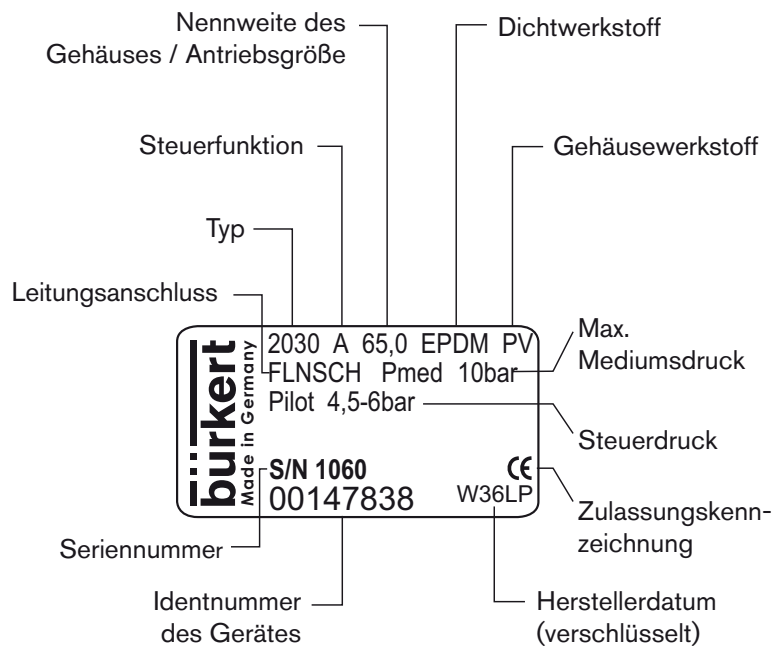 Nennweite des
Gehäuses / Antriebsgröße
Dichtwerkstoff
Steuerfunktion
Gehäusewerkstoff
Typ
Leitungsanschluss
Max.
Mediumsdruck
2030 A 65,0 EPDM PV
FLNSCH Pmed 10bar
Pilot 4,5-6bar
bürkert
Made in Germany
Steuerdruck
S/N 1060
CE
00147838
W36LP
Zulassungskenn-
zeichnung
Seriennummer
Identnummer
des Gerätes
Herstellerdatum
(verschlüsselt)